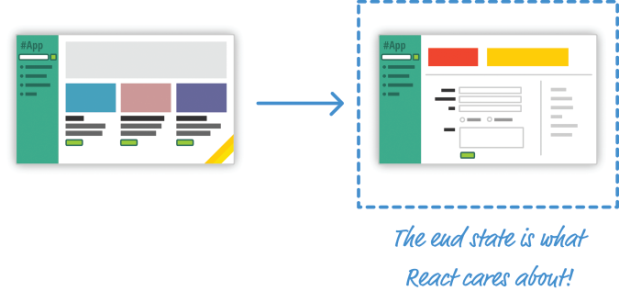 #App
#App
The end state is what
React cares about!